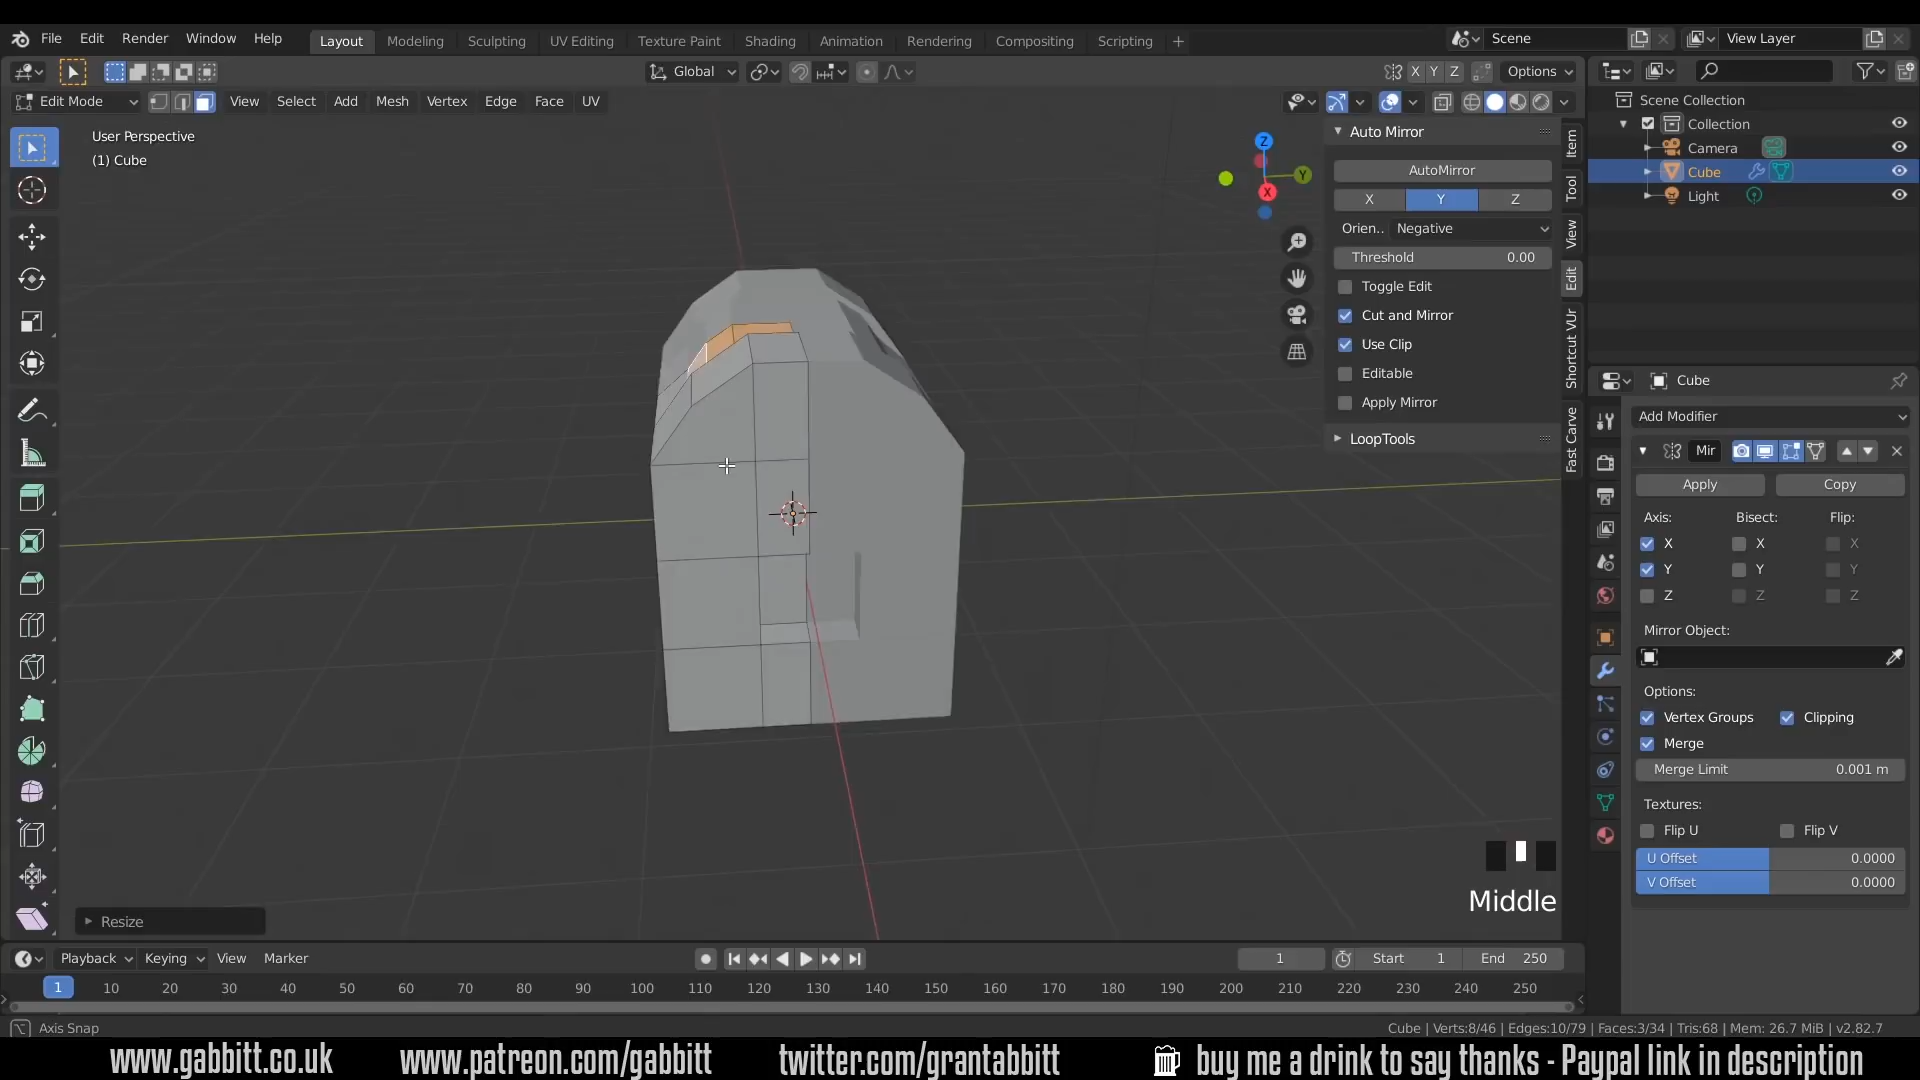 File Edit Render Window Help Layout Modeling Sculpting UV Editing Texture Paint Shading Animation Rendering Compositing Scripting + Scene View Layer
Global X Y Z Options
Edit Mode View Select Add Mesh Vertex Edge Face UV
User Perspective
(1) Cube
Z
Y
X
Auto Mirror
AutoMirror
X Y Z
Orien.. Negative
Threshold 0.00
Toggle Edit
Cut and Mirror
Use Clip
Editable
Apply Mirror
LoopTools
Item
Tool
View
Edit
Shortcut VUr
Fast Carve
Scene Collection
Collection
Camera
Cube
Light
Cube
Add Modifier
Mir
Apply Copy
Axis: Bisect: Flip:
X X X
Y Y Y
Z Z Z
Mirror Object:
Options:
Vertex Groups Clipping
Merge
Merge Limit 0.001 m
Textures:
Flip U Flip V
U Offset 0.0000
V Offset 0.0000
Middle
Resize
Playback Keying View Marker 1 Start 1 End 250
1 10 20 30 40 50 60 70 80 90 100 110 120 130 140 150 160 170 180 190 200 210 220 230 240 250
Axis Snap Cube | Verts:8/46 | Edges:10/79 | Faces:3/34 | Tris:68 | Mem: 26.7 MiB | v2.82.7
www.gabbitt.co.uk www.patreon.com/gabbitt twitter.com/grantabbitt buy me a drink to say thanks - Paypal link in description